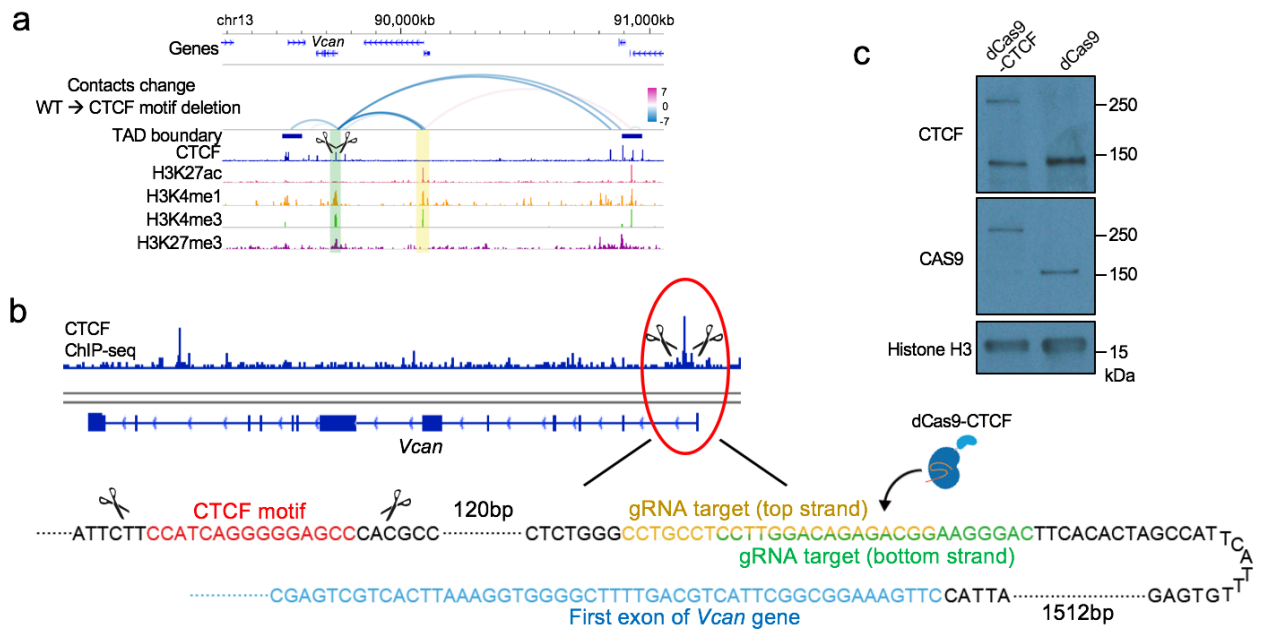 a
chr13 90,000kb 91,000kb
Genes Vcan
Contacts change
WT → CTCF motif deletion
7
0
-7
TAD boundary
CTCF
H3K27ac
H3K4me1
H3K4me3
H3K27me3
b
CTCF
ChIP-seq
Vcan
dCas9-CTCF
CTCF motif 120bp gRNA target (top strand)
ATTCTTCCATCAGGGGGAGCCCACGCC CTCTGGGCCTGCCTCCTTGGACAGAGACGGAAGGGACTTCACACTAGCCATTCATTTGTGAG
gRNA target (bottom strand)
CGAGTCGTCACTTAAAGGTGGGGCTTTTGACGTCATTCGGCGGAAAGTTCCCATTA 1512bp
First exon of Vcan gene
c
dCas9
-CTCF
dCas9
CTCF
250
150
CAS9
250
150
Histone H3
15
kDa